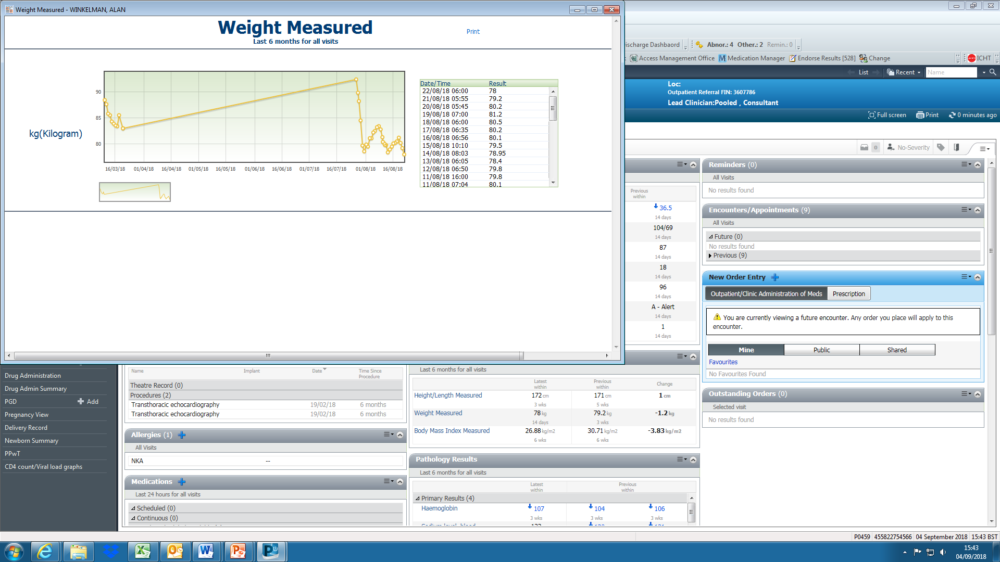 Weight Measured - WINKELMAN, ALAN
Weight Measured
Last 6 months for all visits
Print
kg(Kilogram)
90
85
80
16/03/18 01/04/18 16/04/18 01/05/18 16/05/18 01/06/18 16/06/18 01/07/18 16/07/18 01/08/18 16/08/18
Date/Time Result
22/08/18 06:00 78
21/08/18 05:55 79.2
20/08/18 05:45 80.2
19/08/18 07:00 81.2
18/08/18 06:00 80.5
17/08/18 06:35 80.2
16/08/18 06:56 80.1
15/08/18 10:10 79.5
14/08/18 08:03 78.95
13/08/18 06:05 78.4
12/08/18 06:50 79.8
11/08/18 16:00 79.8
11/08/18 07:04 80.1
ischarge Dashbaord Abnor.: 4 Other.: 2 Remin.: 0
Access Management Office Medication Manager Endorse Results [528] Change ICHT
List Recent Name
Loc:
Outpatient Referral FIN: 3607786
Lead Clinician:Pooled , Consultant
Full screen Print 0 minutes ago
0 No-Severity
Previous
within
36.5
14 days
104/69
14 days
87
14 days
18
14 days
96
14 days
A - Alert
14 days
1
14 days
Reminders (0)
All Visits
No results found
Encounters/Appointments (9)
All Visits
Future (0)
No results found
Previous (9)
New Order Entry
Outpatient/Clinic Administration of Meds Prescription
You are currently viewing a future encounter. Any order you place will apply to this
encounter.
Mine Public Shared
Favourites
No Favourites Found
Outstanding Orders (0)
Selected visit
No results found
Drug Administration
Drug Admin Summary
PGD Add
Pregnancy View
Delivery Record
Newborn Summary
PPwT
CD4 count/Viral load graphs
Name Implant Date Time Since
Procedure
Theatre Record (0)
Procedures (2)
Transthoracic echocardiography 19/02/18 6 months
Transthoracic echocardiography 19/02/18 6 months
Allergies (1)
All Visits
NKA --
Medications
Last 24 hours for all visits
Scheduled (0)
Continuous (0)
Last 6 months for all visits
Latest within Previous within Change
Height/Length Measured 172 cm 171 cm 1 cm
3 wks 5 wks
Weight Measured 78 kg 79.2 kg -1.2 kg
14 days 3 wks
Body Mass Index Measured 26.88 kg/m2 30.71 kg/m2 -3.83 kg/m2
6 wks 6 wks
Pathology Results
Last 6 months for all visits
Latest within Previous within
Primary Results (4)
Haemoglobin 107 104 106
3 wks 3 wks 3 wks
P0459 455822754566 04 September 2018 15:43 BST
15:43
04/09/2018